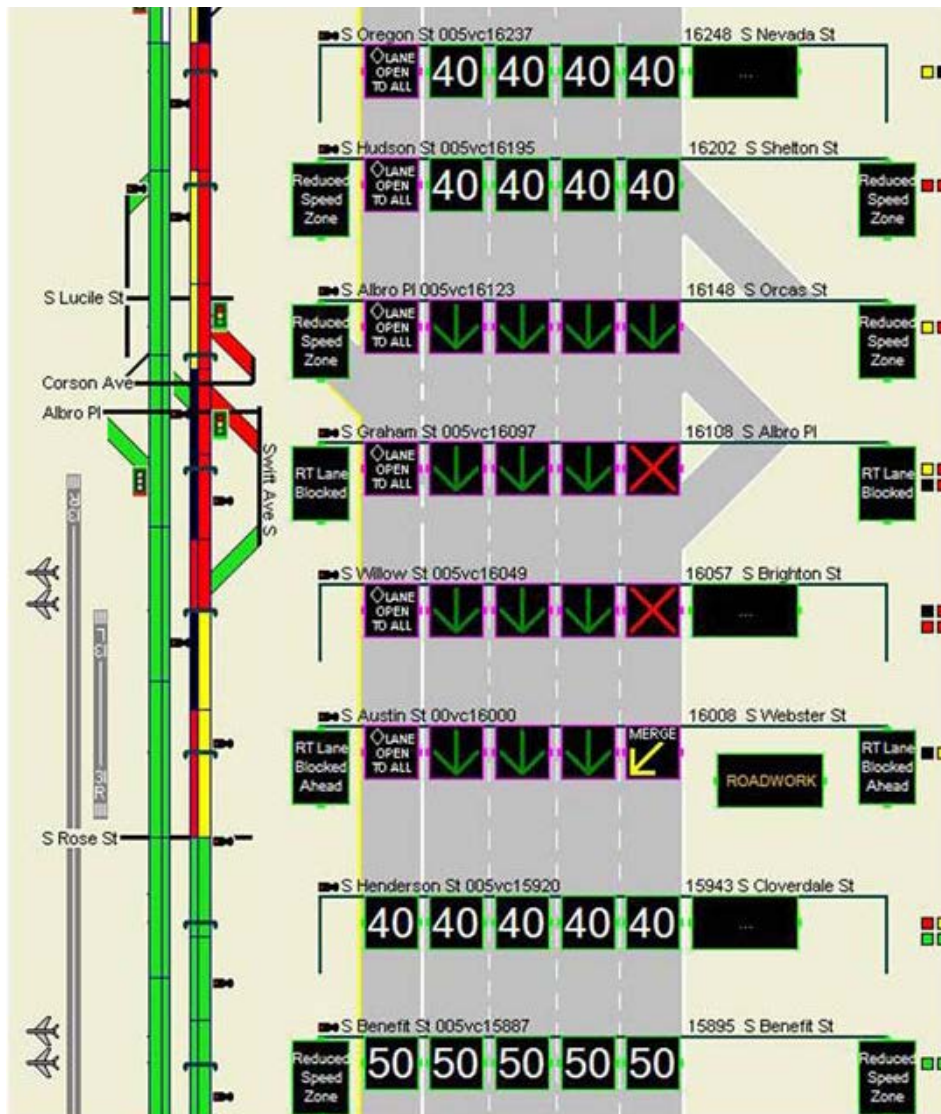 S Oregon St 005vc16237
16248 S Nevada St
◇LANE
OPEN
TO ALL
40 40 40 40
...
S Hudson St 005vc16195
16202 S Shelton St
Reduced
Speed
Zone
◇LANE
OPEN
TO ALL
40 40 40 40
Reduced
Speed
Zone
S Lucile St
S Albro Pl 005vc16123
16148 S Orcas St
Reduced
Speed
Zone
◇LANE
OPEN
TO ALL
Reduced
Speed
Zone
Corson Ave
Albro Pl
Swift Ave S
S Graham St 005vc16097
16108 S Albro Pl
RT Lane
Blocked
◇LANE
OPEN
TO ALL
RT Lane
Blocked
R3
S Willow St 005vc16049
16057 S Brighton St
◇LANE
OPEN
TO ALL
...
L3
31
R
S Austin St 00vc16000
16008 S Webster St
RT Lane
Blocked
Ahead
◇LANE
OPEN
TO ALL
MERGE
ROADWORK
RT Lane
Blocked
Ahead
S Rose St
S Henderson St 005vc15920
15943 S Cloverdale St
40 40 40 40 40
...
S Benefit St 005vc15887
15895 S Benefit St
Reduced
Speed
Zone
50 50 50 50 50
Reduced
Speed
Zone